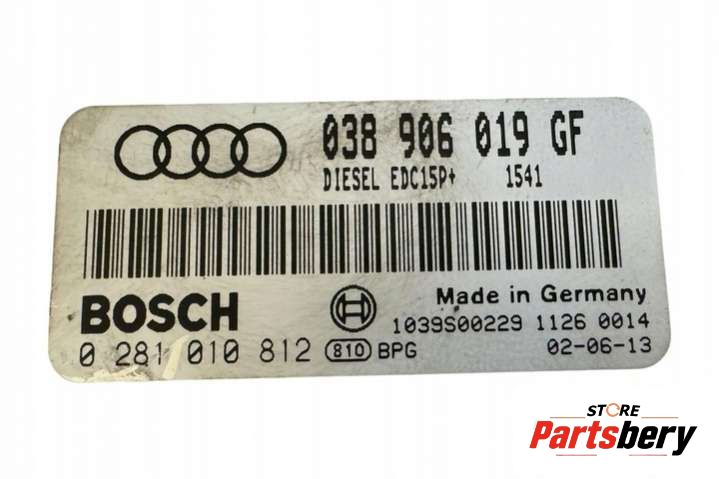 038 906 019 GF
DIESEL EDC15P+ 1541
BOSCH
Made in Germany
1039S00229 1126 0014
0 281 010 812 810 BPG 02-06-13
STORE
Partsbery